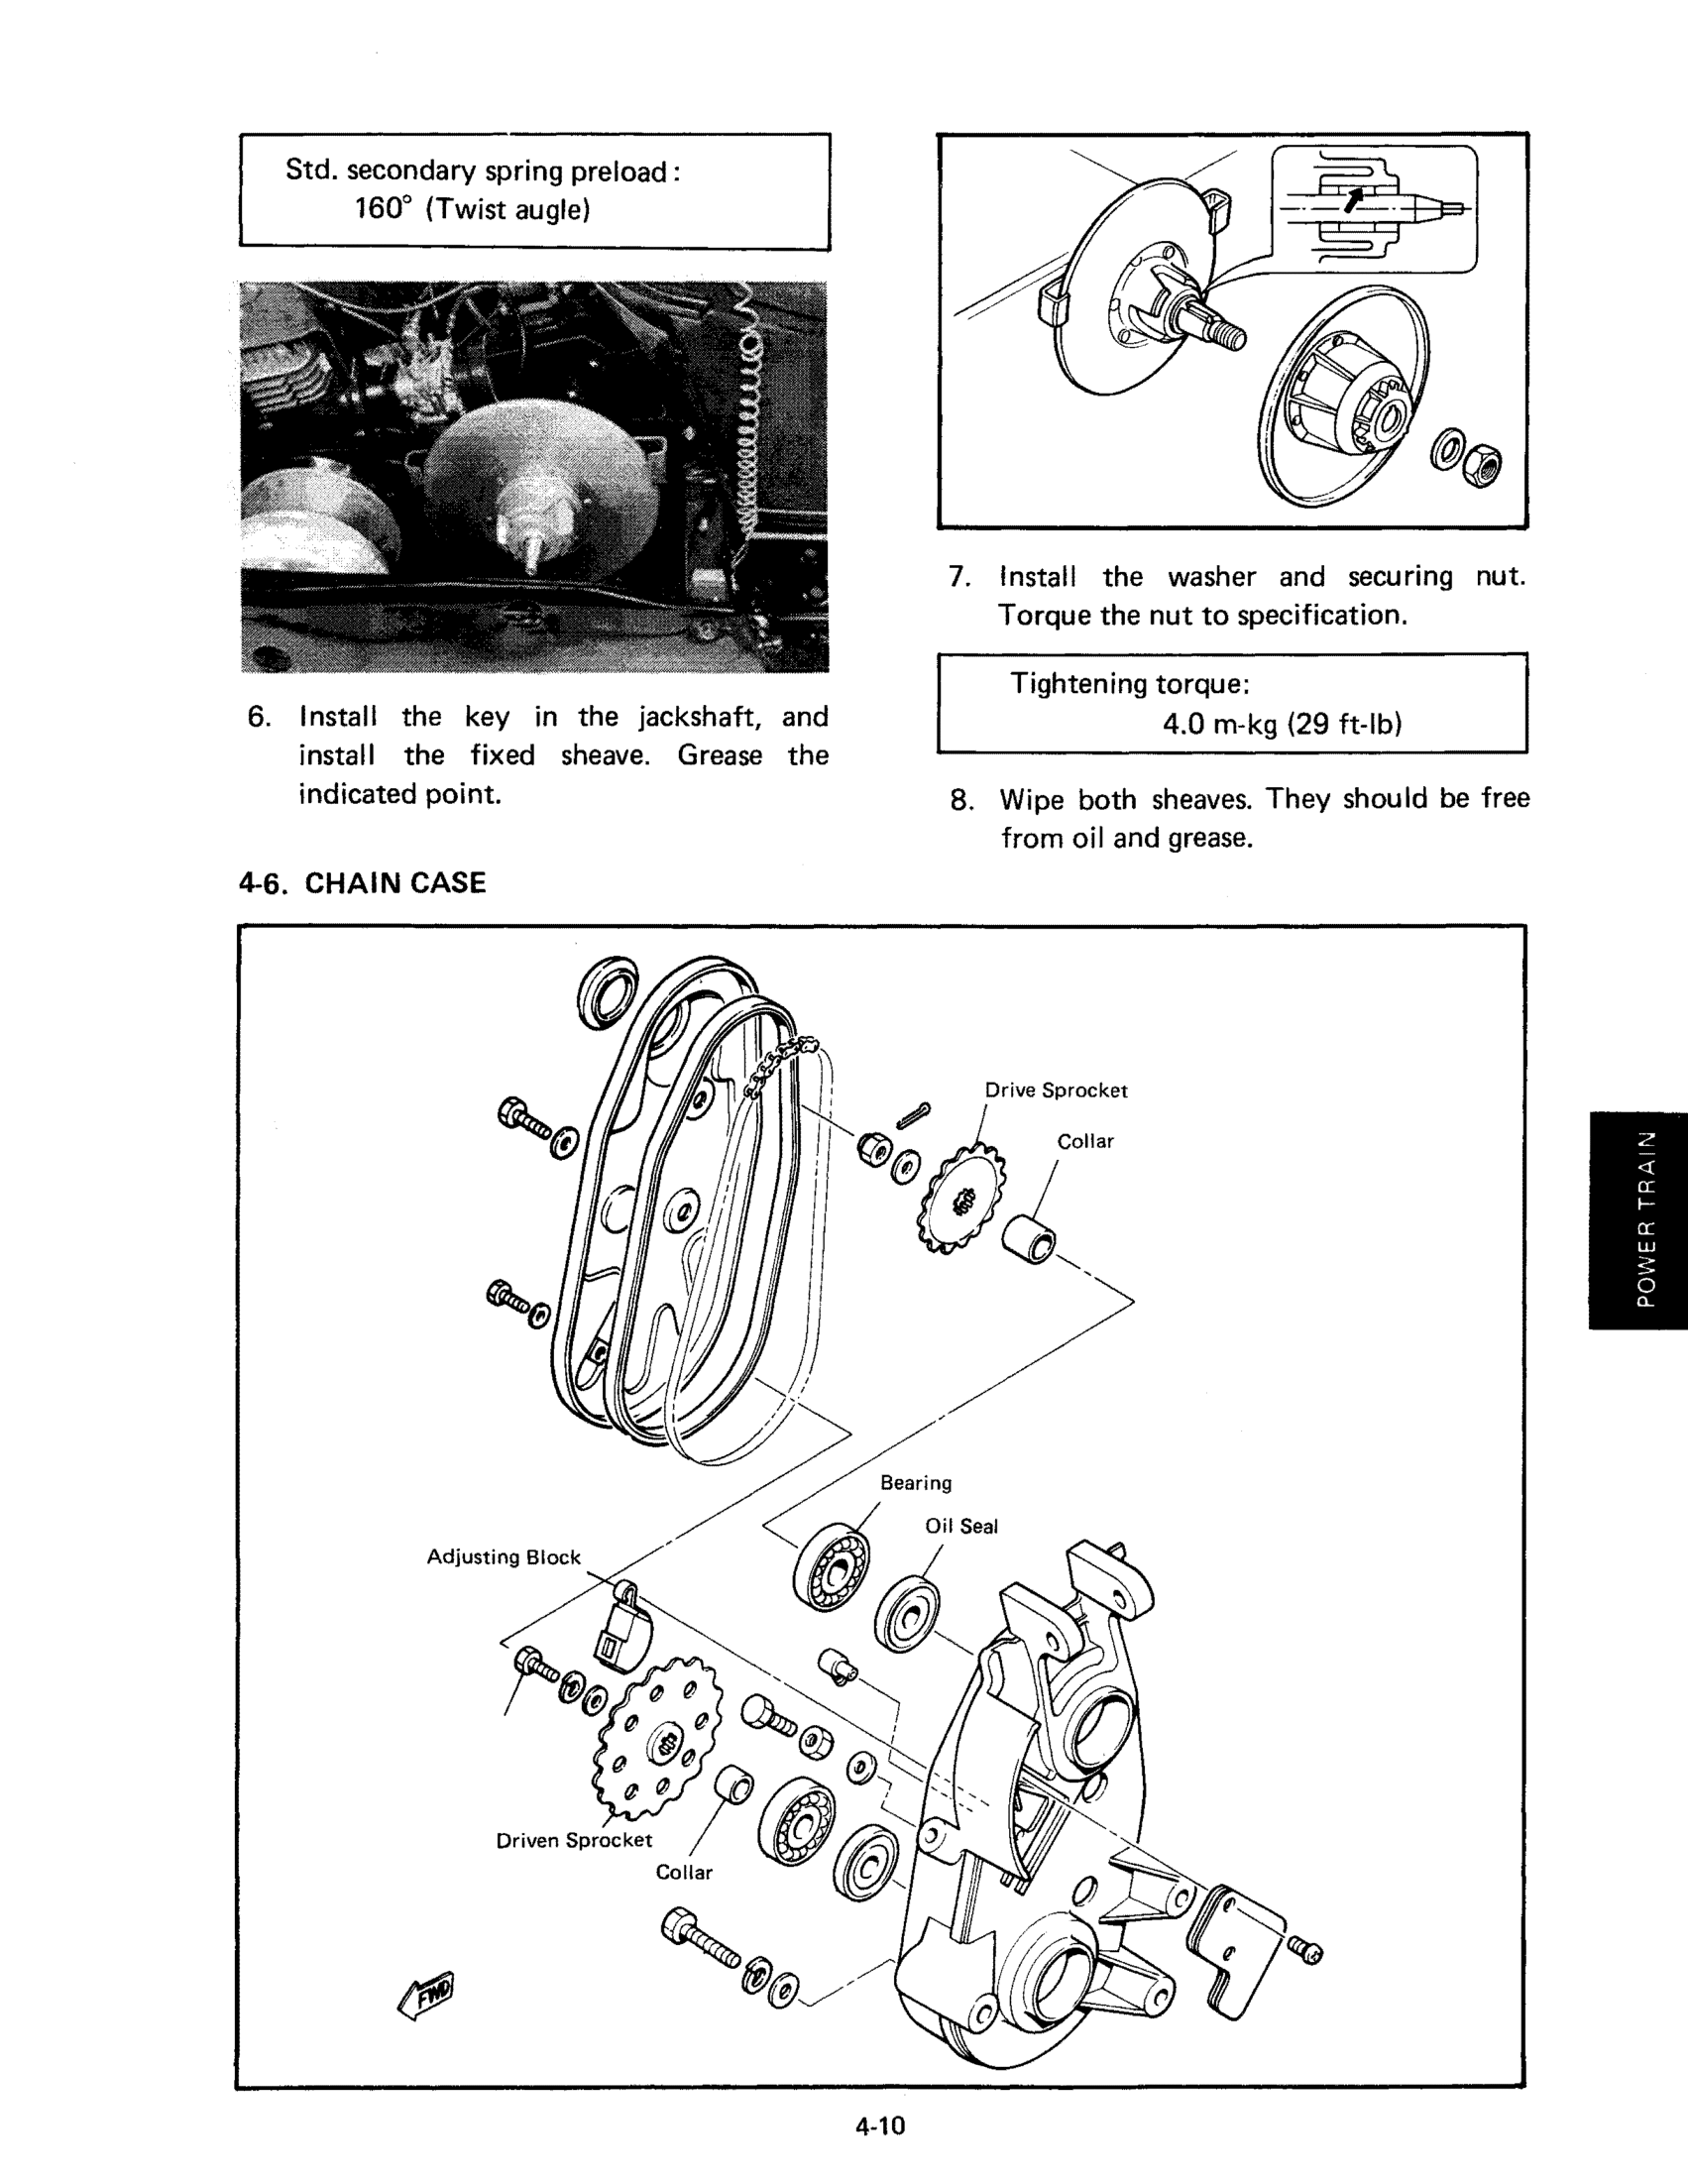 Std. secondary spring preload :
160° (Twist augle)
6. Install the key in the jackshaft, and
install the fixed sheave. Grease the
indicated point.
7. Install the washer and securing nut.
Torque the nut to specification.
Tightening torque:
4.0 m-kg (29 ft-lb)
8. Wipe both sheaves. They should be free
from oil and grease.
4-6. CHAIN CASE
Drive Sprocket
Collar
Bearing
Oil Seal
Adjusting Block
Driven Sprocket
Collar
FWD
POWER TRAIN
4-10